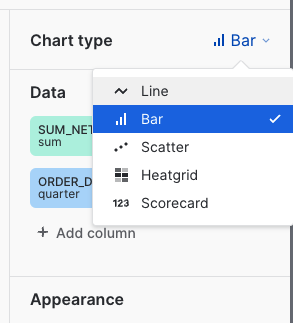 Chart type
Bar
Data
Line
Bar
Scatter
Heatgrid
123 Scorecard
SUM_NET
sum
ORDER_D
quarter
+ Add column
Appearance